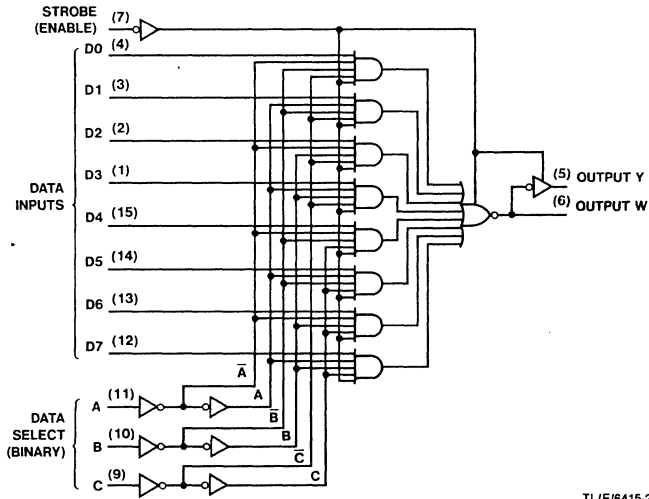 STROBE (7)
(ENABLE)
D0 (4)
D1 (3)
D2 (2)
D3 (1)
DATA
INPUTS
D4 (15)
D5 (14)
D6 (13)
D7 (12)
(5) OUTPUT Y
(6) OUTPUT W
A̅
A
B̅
B
C̅
C
DATA
SELECT
(BINARY)
A (11)
B (10)
C (9)